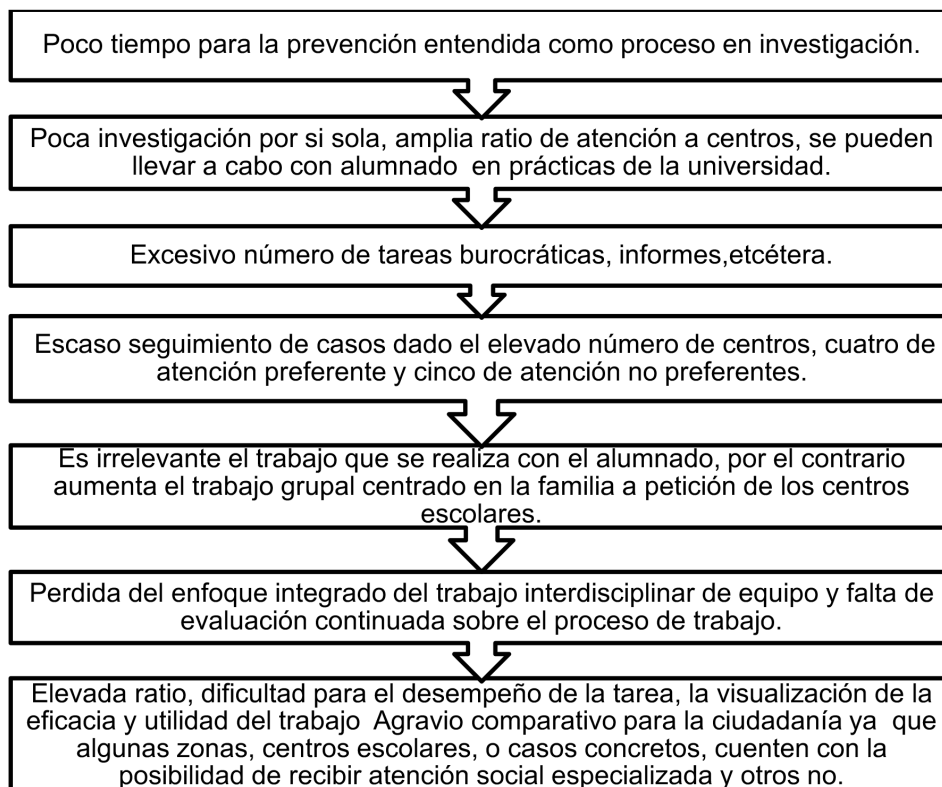 Poco tiempo para la prevención entendida como proceso en investigación.
Poca investigación por si sola, amplia ratio de atención a centros, se pueden
llevar a cabo con alumnado  en prácticas de la universidad.
Excesivo número de tareas burocráticas, informes,etcétera.
Escaso seguimiento de casos dado el elevado número de centros, cuatro de
atención preferente y cinco de atención no preferentes.
Es irrelevante el trabajo que se realiza con el alumnado, por el contrario
aumenta el trabajo grupal centrado en la familia a petición de los centros
escolares.
Perdida del enfoque integrado del trabajo interdisciplinar de equipo y falta de
evaluación continuada sobre el proceso de trabajo.
Elevada ratio, dificultad para el desempeño de la tarea, la visualización de la
eficacia y utilidad del trabajo  Agravio comparativo para la ciudadanía ya  que
algunas zonas, centros escolares, o casos concretos, cuenten con la
posibilidad de recibir atención social especializada y otros no.